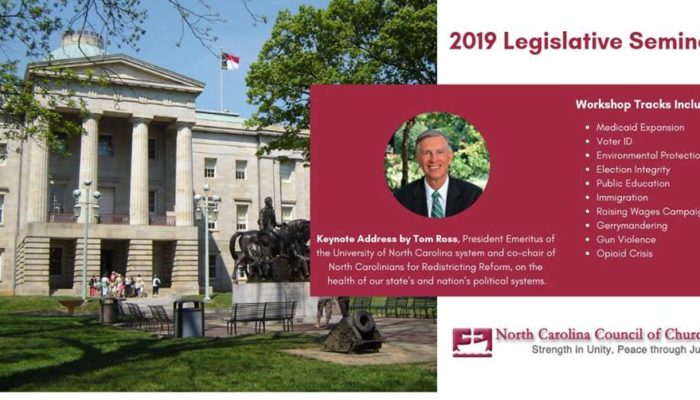 2019 Legislative Semin
Workshop Tracks Inclu
• Medicaid Expansion
• Voter ID
• Environmental Protectio
• Election Integrity
• Public Education
• Immigration
• Raising Wages Campaig
• Gerrymandering
• Gun Violence
• Opioid Crisis
Keynote Address by Tom Ross, President Emeritus of
the University of North Carolina system and co-chair of
North Carolinians for Redistricting Reform, on the
health of our state's and nation's political systems.
North Carolina Council of Churc
Strength in Unity, Peace through Ju